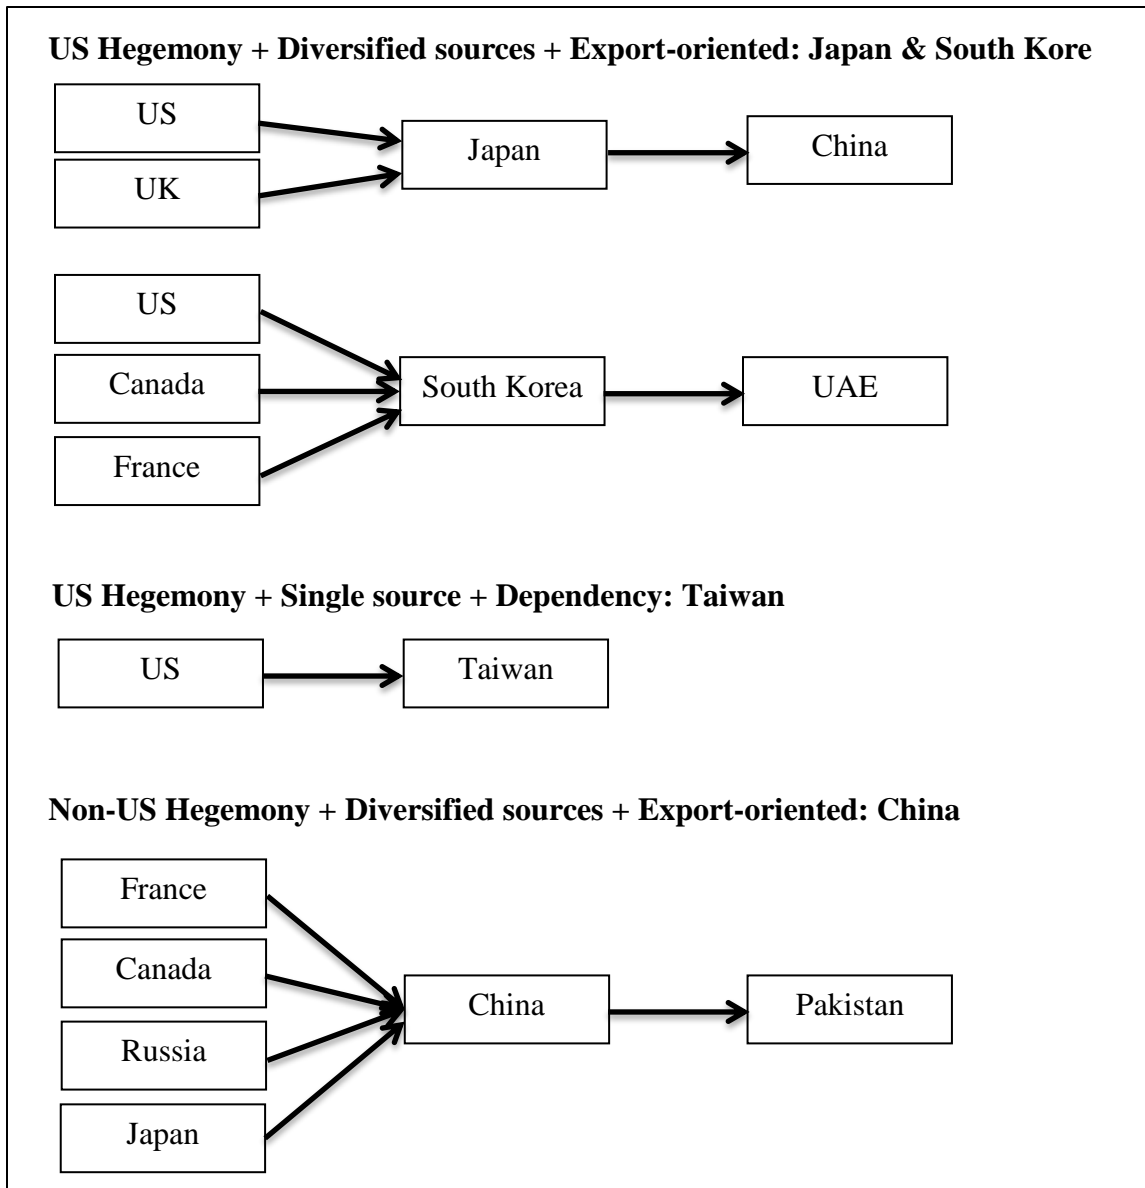 US Hegemony + Diversified sources + Export-oriented: Japan & South Kore
US
UK
Japan
China
US
Canada
France
South Korea
UAE
US Hegemony + Single source + Dependency: Taiwan
US
Taiwan
Non-US Hegemony + Diversified sources + Export-oriented: China
France
Canada
Russia
Japan
China
Pakistan